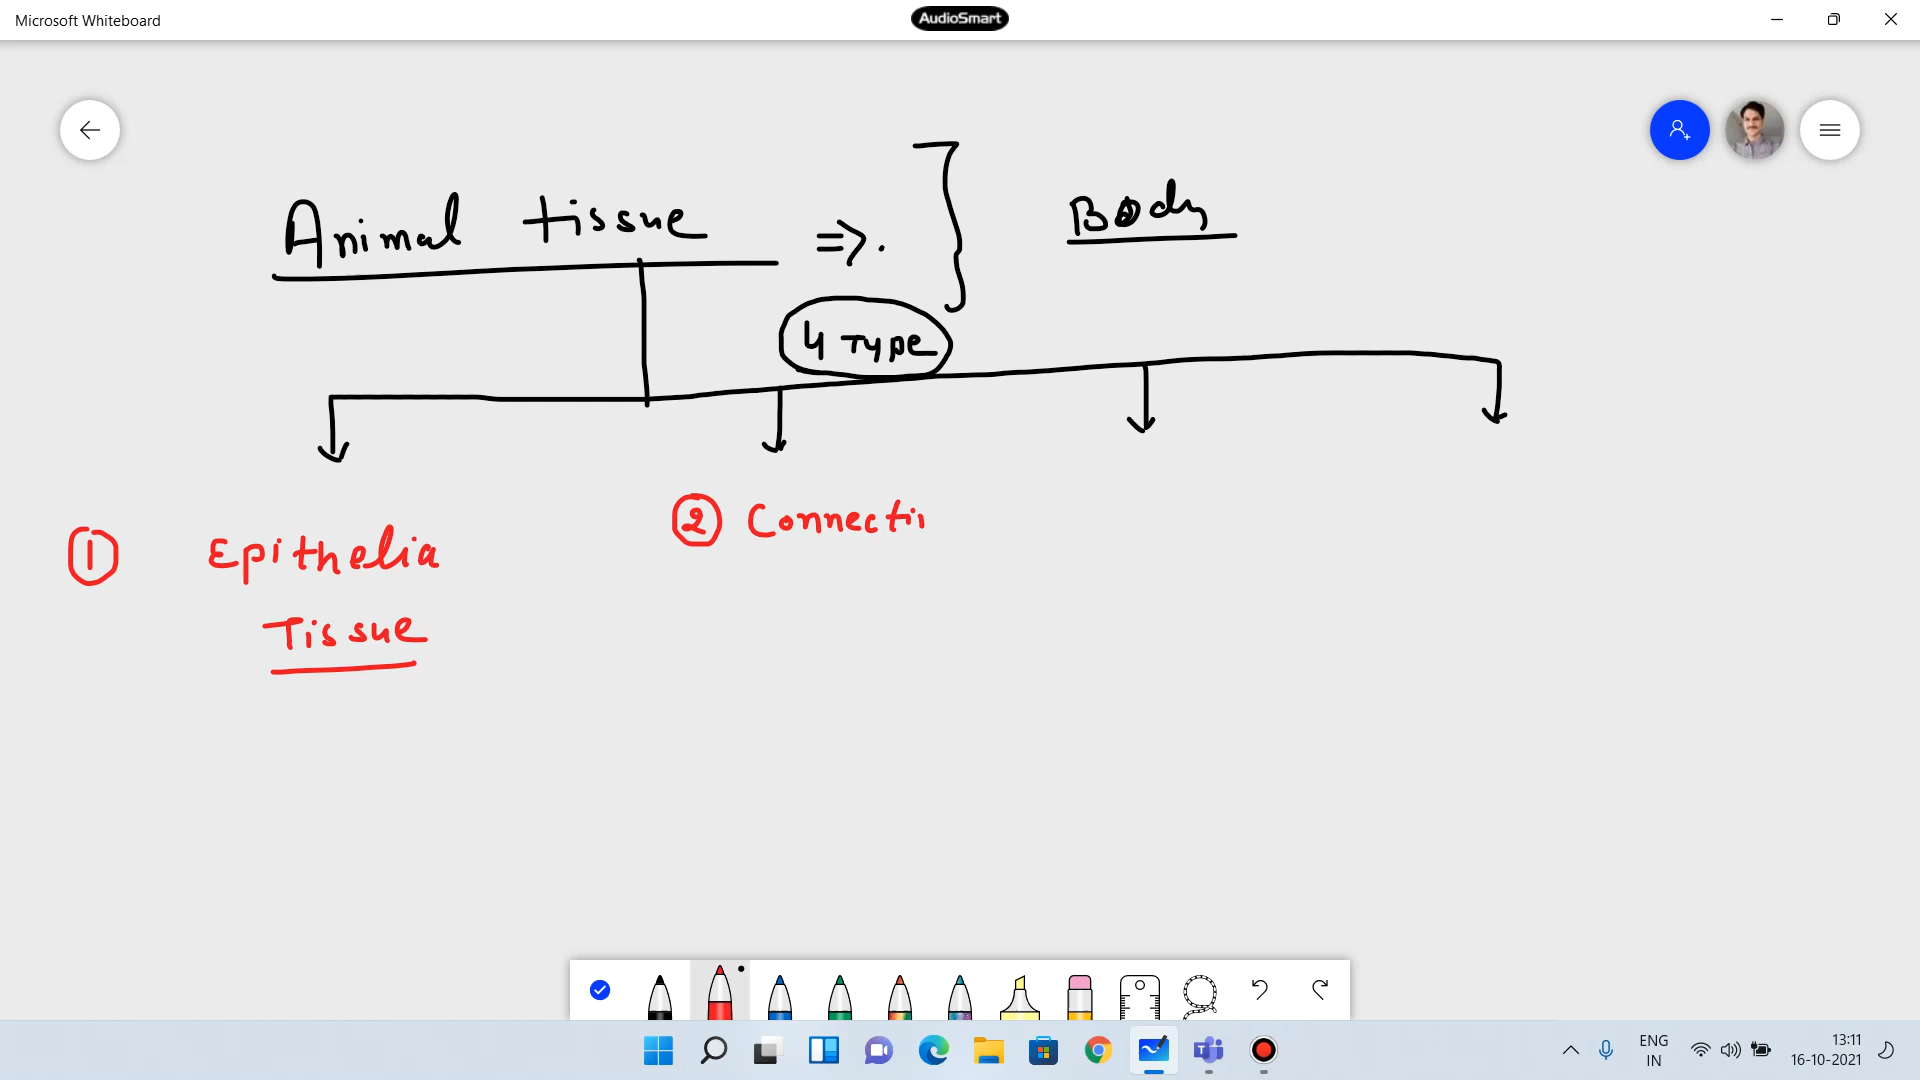 Microsoft Whiteboard
AudioSmart
Animal tissue => .
Body
4 Type
① Epithelia
Tissue
② Connecti
ENG
IN
13:11
16-10-2021